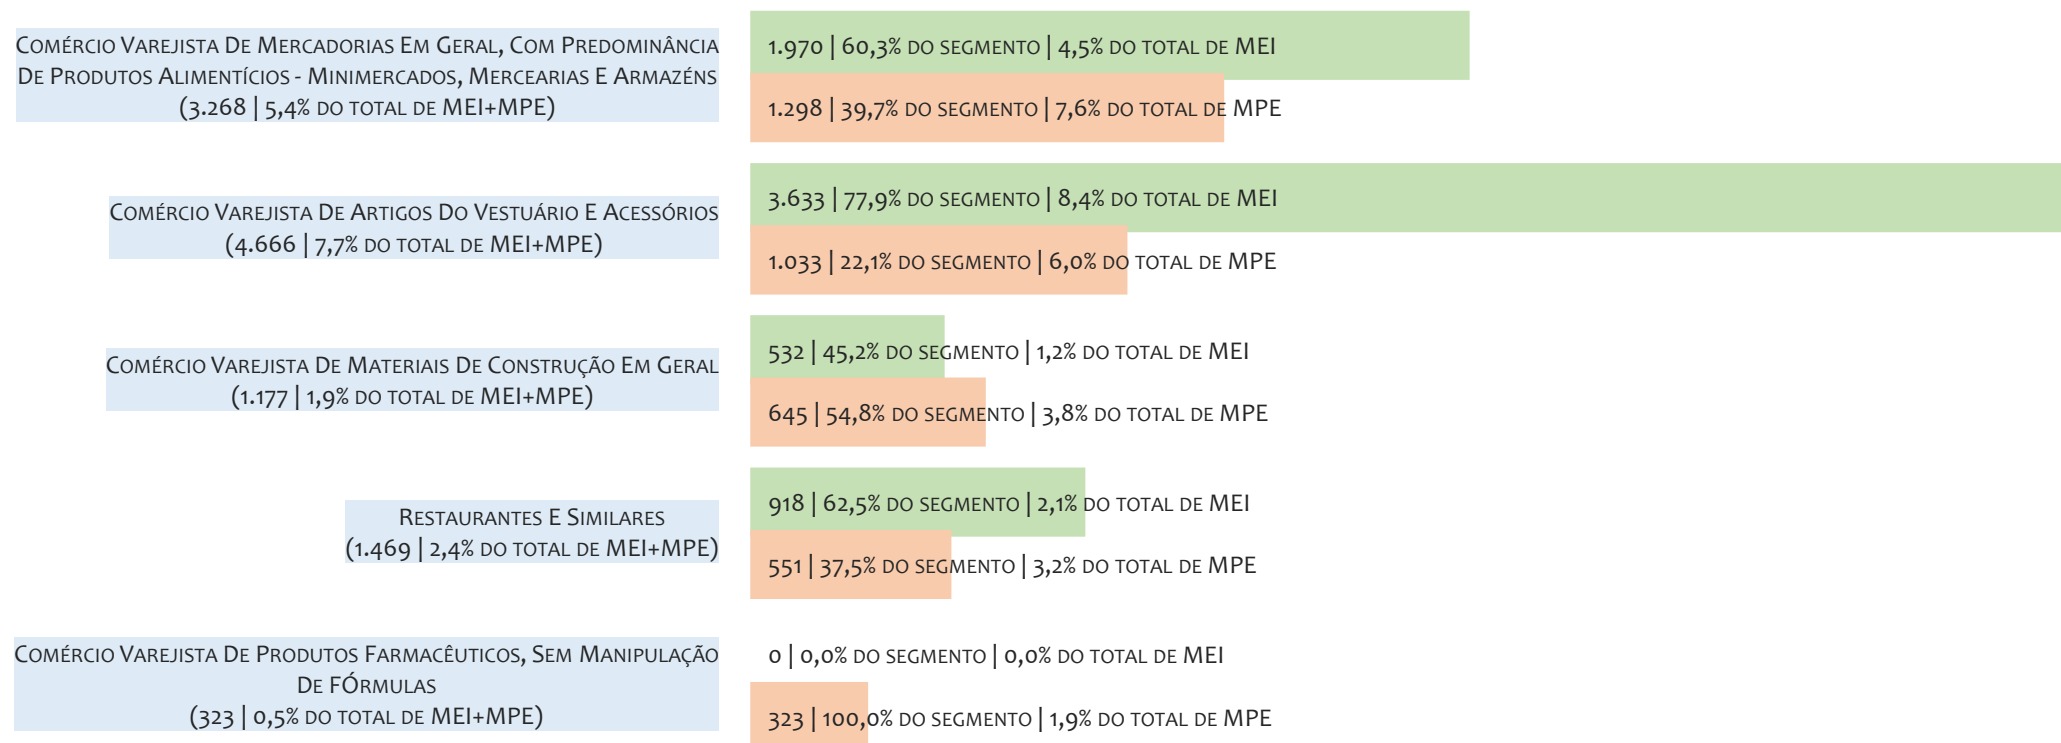 Comércio Varejista De Mercadorias Em Geral, Com Predominância
De Produtos Alimentícios - Minimercados, Mercearias E Armazéns
(3.268 | 5,4% do total de MEI+MPE)
1.970 | 60,3% do segmento | 4,5% do total de MEI
1.298 | 39,7% do segmento | 7,6% do total de MPE
Comércio Varejista De Artigos Do Vestuário E Acessórios
(4.666 | 7,7% do total de MEI+MPE)
3.633 | 77,9% do segmento | 8,4% do total de MEI
1.033 | 22,1% do segmento | 6,0% do total de MPE
Comércio Varejista De Materiais De Construção Em Geral
(1.177 | 1,9% do total de MEI+MPE)
532 | 45,2% do segmento | 1,2% do total de MEI
645 | 54,8% do segmento | 3,8% do total de MPE
Restaurantes E Similares
(1.469 | 2,4% do total de MEI+MPE)
918 | 62,5% do segmento | 2,1% do total de MEI
551 | 37,5% do segmento | 3,2% do total de MPE
Comércio Varejista De Produtos Farmacêuticos, Sem Manipulação
De FÓrmulas
(323 | 0,5% do total de MEI+MPE)
0 | 0,0% do segmento | 0,0% do total de MEI
323 | 100,0% do segmento | 1,9% do total de MPE